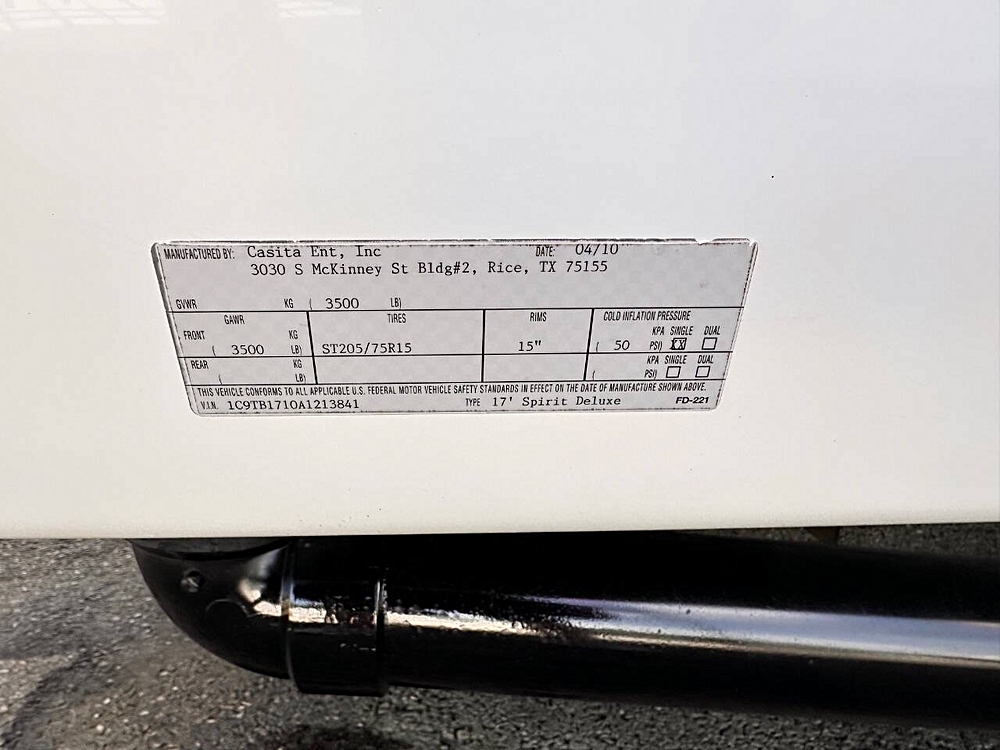 MANUFACTURED BY: Casita Ent, Inc DATE: 04/10
3030 S McKinney St Bldg#2, Rice, TX 75155
GVWR KG ( 3500 LB)
GAWR TIRES RIMS COLD INFLATION PRESSURE
FRONT KG KPA SINGLE DUAL
( 3500 LB) ST205/75R15 15" ( 50 PSI) XX
REAR KG KPA SINGLE DUAL
( LB) ( PSI)
THIS VEHICLE CONFORMS TO ALL APPLICABLE U.S. FEDERAL MOTOR VEHICLE SAFETY STANDARDS IN EFFECT ON THE DATE OF MANUFACTURE SHOWN ABOVE.
V.I.N. 1C9TB1710A1213841 TYPE 17' Spirit Deluxe FD-221